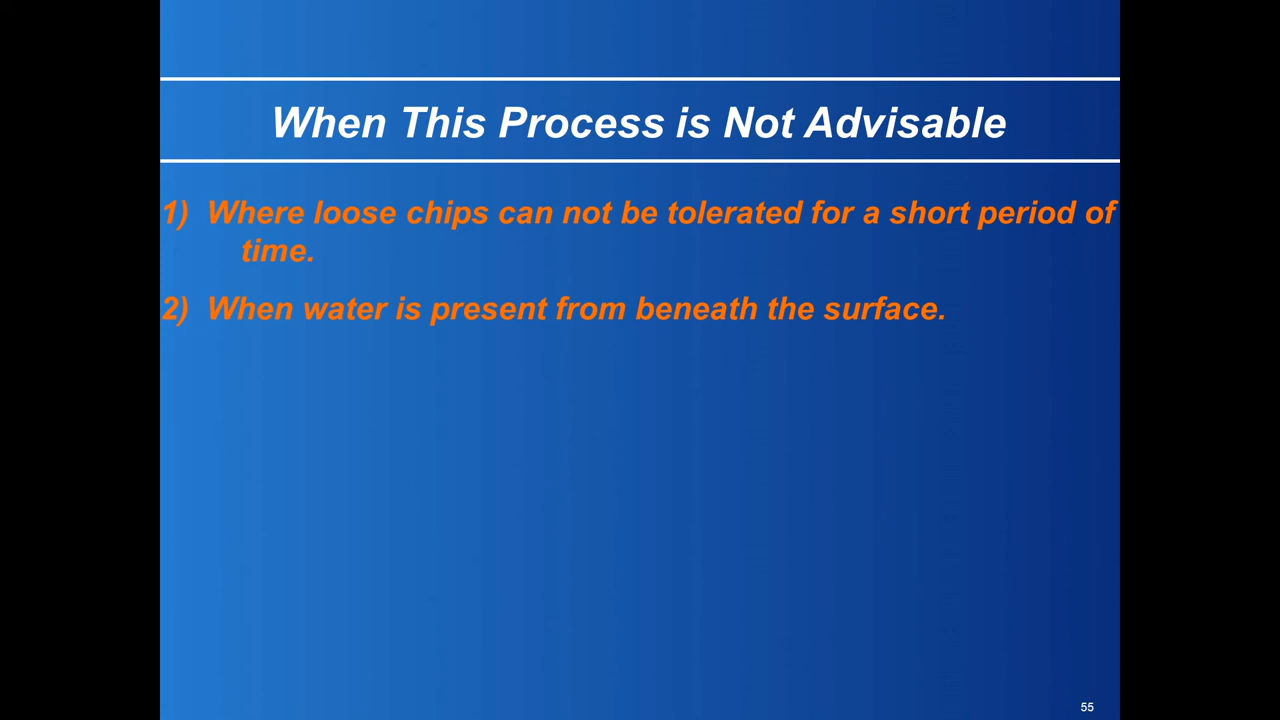 When This Process is Not Advisable
1) Where loose chips can not be tolerated for a short period of
time.
2) When water is present from beneath the surface.
55